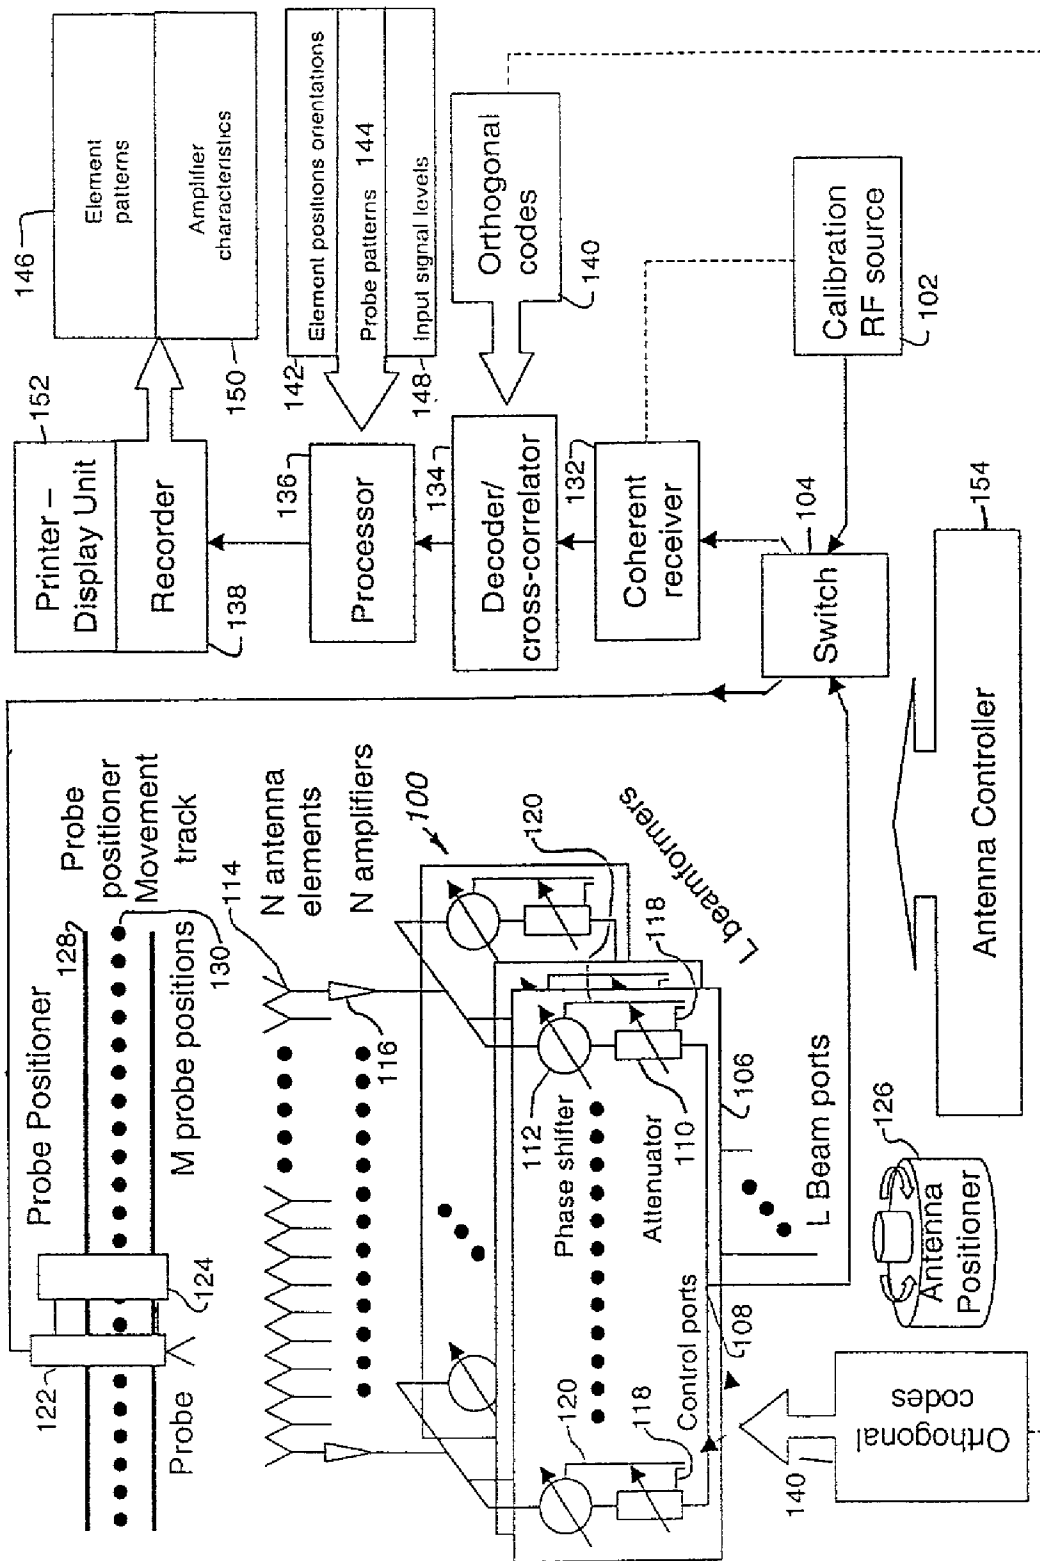 Probe Positioner
128
Probe
positioner
Movement
track
M probe positions
130
122
124
Probe
114
N antenna
elements
N amplifiers
116
100
120
118
L beamformers
112
Phase shifter
Attenuator
110
106
120
118
Control ports
108
L Beam ports
126
Antenna
Positioner
140
Orthogonal
codes
Antenna Controller
154
Switch
104
Calibration
RF source
102
Coherent
receiver
132
Decoder/
cross-correlator
134
Orthogonal
codes
140
Processor
136
142
Element positions orientations
Probe patterns 144
Input signal levels
148
Printer –
Display Unit
152
Recorder
138
146
Element
patterns
Amplifier
characteristics
150